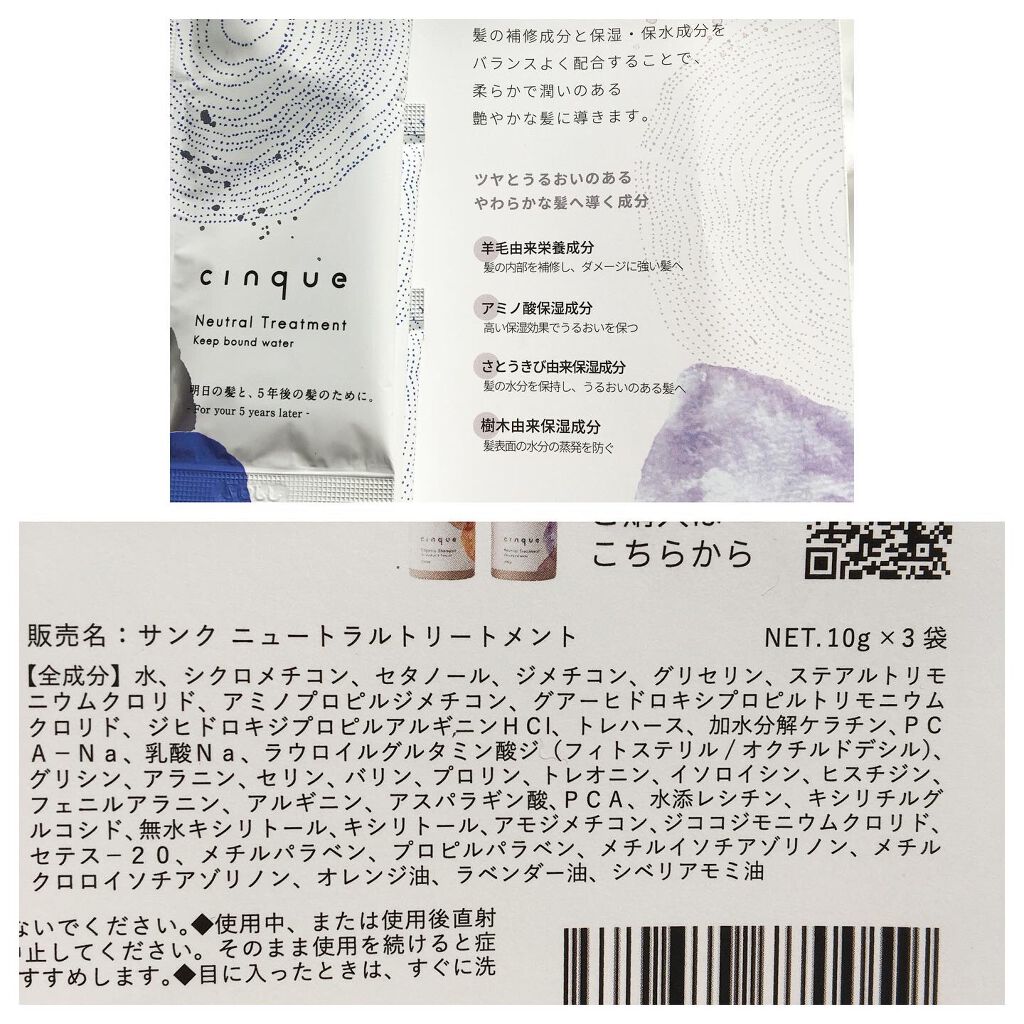 髪の補修成分と保湿・保水成分を
バランスよく配合することで、
柔らかで潤いのある
艶やかな髪に導きます。
ツヤとうるおいのある
やわらかな髪へ導く成分
羊毛由来栄養成分
髪の内部を補修し、ダメージに強い髪へ
アミノ酸保湿成分
高い保湿効果でうるおいを保つ
さとうきび由来保湿成分
髪の水分を保持し、うるおいのある髪へ
樹木由来保湿成分
髪表面の水分の蒸発を防ぐ
cinque
Neutral Treatment
Keep bound water
明日の髪と、5年後の髪のために。
- For your 5 years later -
cinque
cinque
Neutral Treatment
ご購入は
こちらから
販売名：サンク ニュートラルトリートメント
NET.10g×3袋
【全成分】水、シクロメチコン、セタノール、ジメチコン、グリセリン、ステアルトリモ
ニウムクロリド、アミノプロピルジメチコン、グアーヒドロキシプロピルトリモニウム
クロリド、ジヒドロキジプロピルアルギニンＨＣＩ、トレハース、加水分解ケラチン、ＰＣ
Ａ－Ｎａ、乳酸Ｎａ、ラウロイルグルタミン酸ジ（フィトステリル/オクチルドデシル）、
グリシン、アラニン、セリン、バリン、プロリン、トレオニン、イソロイシン、ヒスチジン、
フェニルアラニン、アルギニン、アスパラギン酸、ＰＣＡ、水添レシチン、キシリチルグ
ルコシド、無水キシリトール、キシリトール、アモジメチコン、ジココジモニウムクロリド、
セテス－２０、メチルパラベン、プロピルパラベン、メチルイソチアゾリノン、メチル
クロロイソチアゾリノン、オレンジ油、ラベンダー油、シベリアモミ油
ないでください。◆使用中、または使用後直射
中止してください。そのまま使用を続けると症
すすめします。◆目に入ったときは、すぐに洗